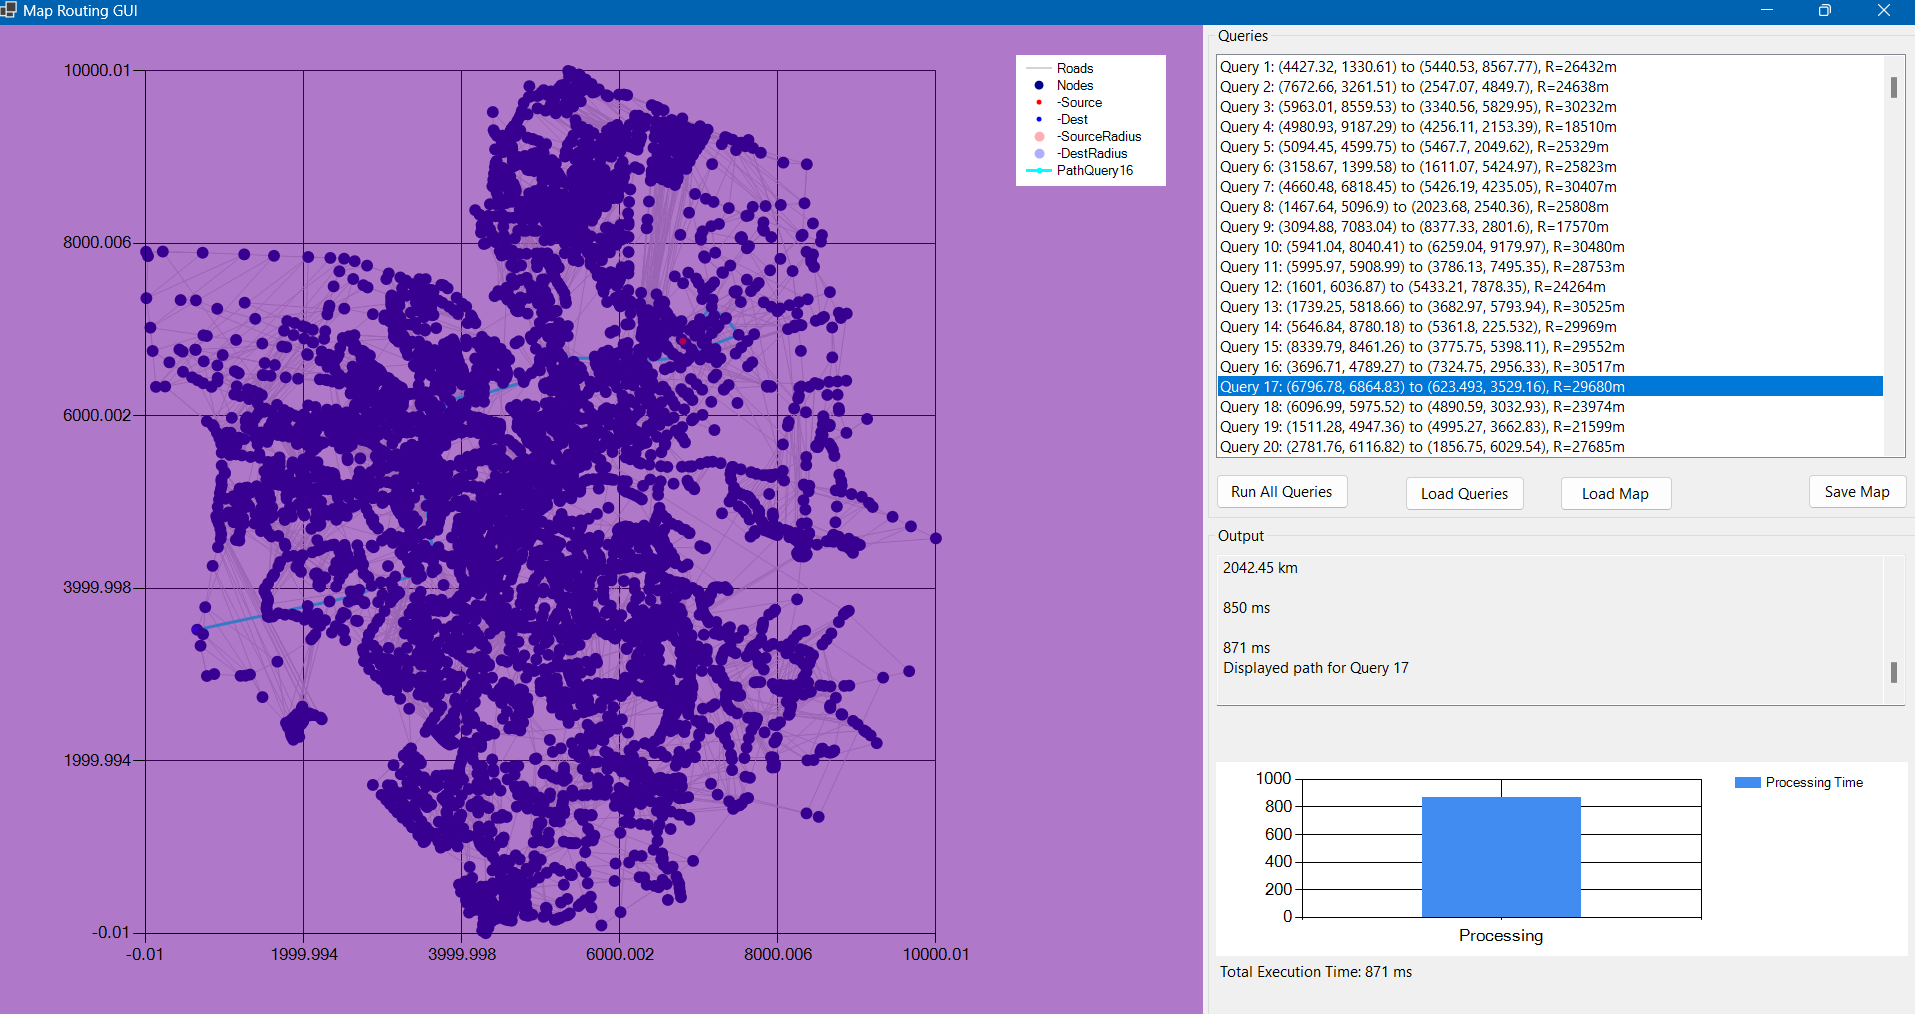 Map Routing GUI
10000.01
8000.006
6000.002
3999.998
1999.994
-0.01
-0.01
1999.994
3999.998
6000.002
8000.006
10000.01
Roads
Nodes
-Source
-Dest
-SourceRadius
-DestRadius
PathQuery16
Queries
Query 1: (4427.32, 1330.61) to (5440.53, 8567.77), R=26432m
Query 2: (7672.66, 3261.51) to (2547.07, 4849.7), R=24638m
Query 3: (5963.01, 8559.53) to (3340.56, 5829.95), R=30232m
Query 4: (4980.93, 9187.29) to (4256.11, 2153.39), R=18510m
Query 5: (5094.45, 4599.75) to (5467.7, 2049.62), R=25329m
Query 6: (3158.67, 1399.58) to (1611.07, 5424.97), R=25823m
Query 7: (4660.48, 6818.45) to (5426.19, 4235.05), R=30407m
Query 8: (1467.64, 5096.9) to (2023.68, 2540.36), R=25808m
Query 9: (3094.88, 7083.04) to (8377.33, 2801.6), R=17570m
Query 10: (5941.04, 8040.41) to (6259.04, 9179.97), R=30480m
Query 11: (5995.97, 5908.99) to (3786.13, 7495.35), R=28753m
Query 12: (1601, 6036.87) to (5433.21, 7878.35), R=24264m
Query 13: (1739.25, 5818.66) to (3682.97, 5793.94), R=30525m
Query 14: (5646.84, 8780.18) to (5361.8, 225.532), R=29969m
Query 15: (8339.79, 8461.26) to (3775.75, 5398.11), R=29552m
Query 16: (3696.71, 4789.27) to (7324.75, 2956.33), R=30517m
Query 17: (6796.78, 6864.83) to (623.493, 3529.16), R=29680m
Query 18: (6096.99, 5975.52) to (4890.59, 3032.93), R=23974m
Query 19: (1511.28, 4947.36) to (4995.27, 3662.83), R=21599m
Query 20: (2781.76, 6116.82) to (1856.75, 6029.54), R=27685m
Run All Queries
Load Queries
Load Map
Save Map
Output
2042.45 km
850 ms
871 ms
Displayed path for Query 17
1000
800
600
400
200
0
Processing
Processing Time
Total Execution Time: 871 ms